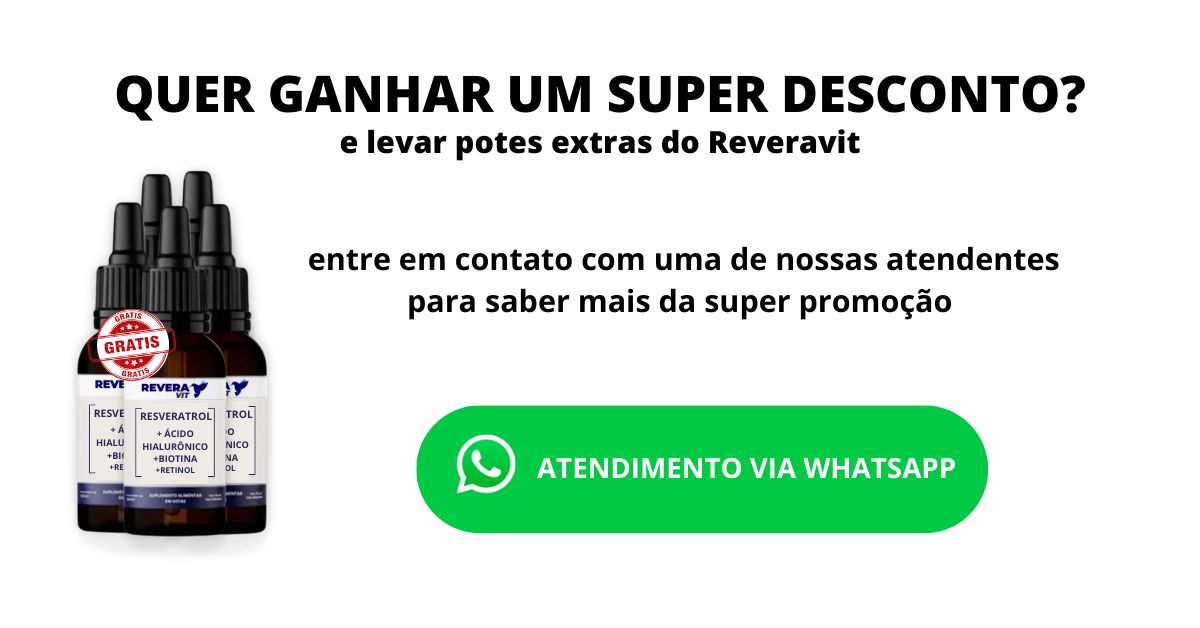 QUER GANHAR UM SUPER DESCONTO?
e levar potes extras do Reveravit
entre em contato com uma de nossas atendentes
para saber mais da super promoção
GRATIS
GRATIS
GRATIS
REVERA
VIT
RESVERATROL
+ ÁCIDO
HIALURÔNICO
+BIOTINA
+RETINOL
SUPLEMENTO ALIMENTAR
EM GOTAS
ATENDIMENTO VIA WHATSAPP